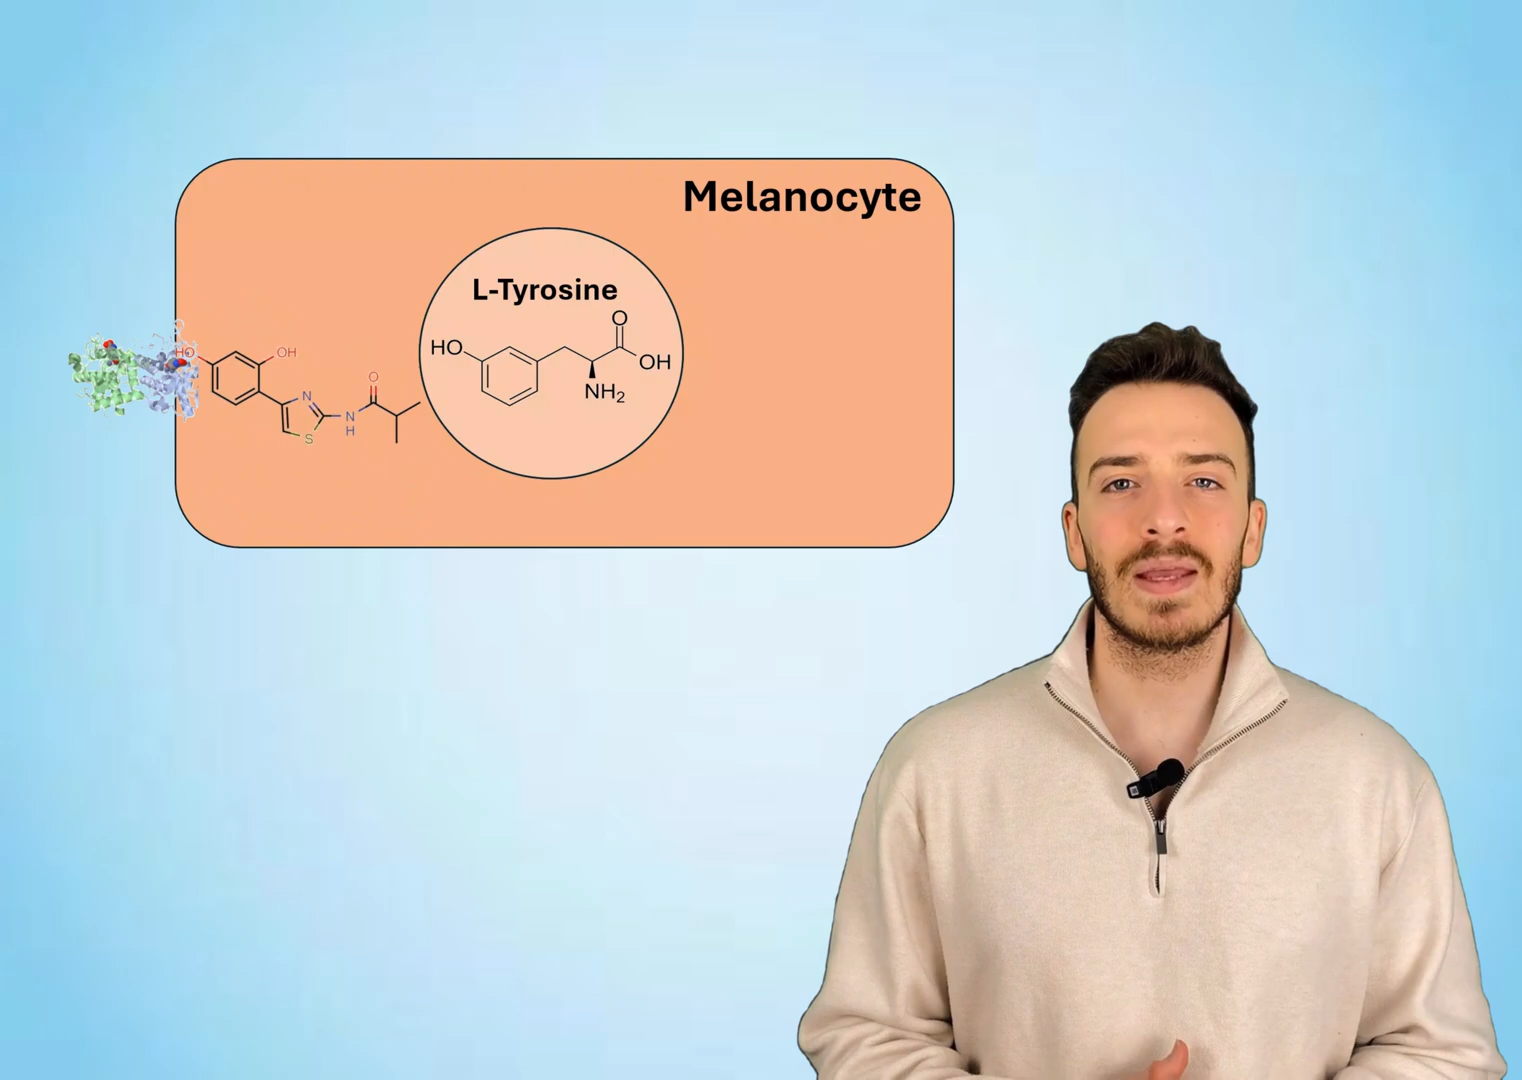 Melanocyte
L-Tyrosine
O
HO
OH
NH₂
HO
OH
O
N
N
H
S